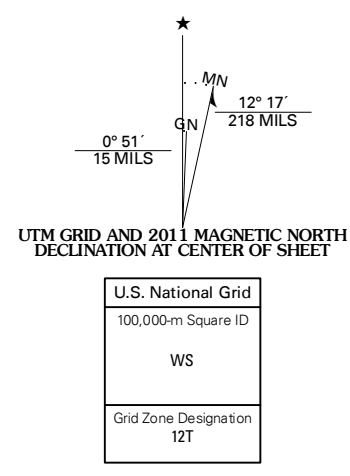 ★
MN
GN
12° 17´
218 MILS
0° 51´
15 MILS
UTM GRID AND 2011 MAGNETIC NORTH
DECLINATION AT CENTER OF SHEET
U.S. National Grid
100,000-m Square ID
WS
Grid Zone Designation
12T